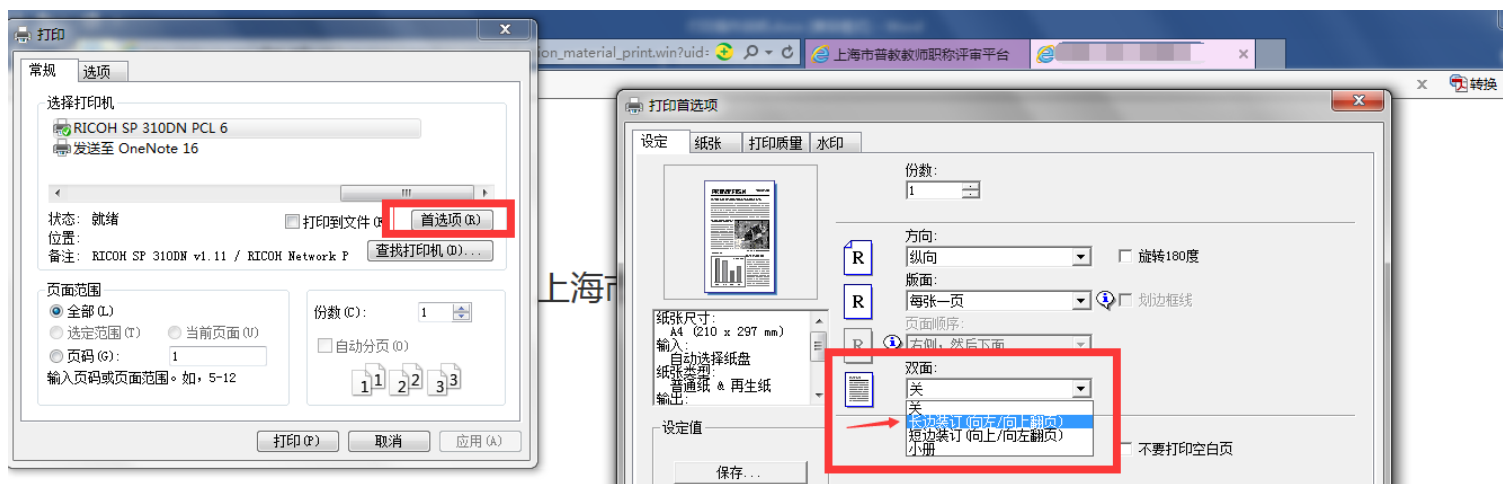 打印
常规
选项
选择打印机
RICOH SP 310DN PCL 6
发送至 OneNote 16
状态: 就绪
打印到文件
首选项(R)
位置:
备注: RICOH SP 310DN v1.11 / RICOH Network P
查找打印机(D)...
页面范围
全部(L)
选定范围(T)
当前页面(U)
页码(G): 1
输入页码或页面范围。如, 5-12
份数(C): 1
自动分页(O)
1 1 2 2 3 3
打印(P)
取消
应用(A)
ion_material_print.win?uid=
上海市普教教师职称评审平台
转换
上海市
打印首选项
设定
纸张
打印质量
水印
份数:
1
方向:
R
纵向
旋转180度
版面:
R
每张一页
划边框线
页面顺序:
R
右侧, 然后下面
双面:
关
关
长边装订(向左/向上翻页)
短边装订(向上/向左翻页)
小册
不要打印空白页
纸张尺寸:
A4 (210 x 297 mm)
输入:
自动选择纸盘
纸张类型:
普通纸 & 再生纸
输出:
设定值
保存...